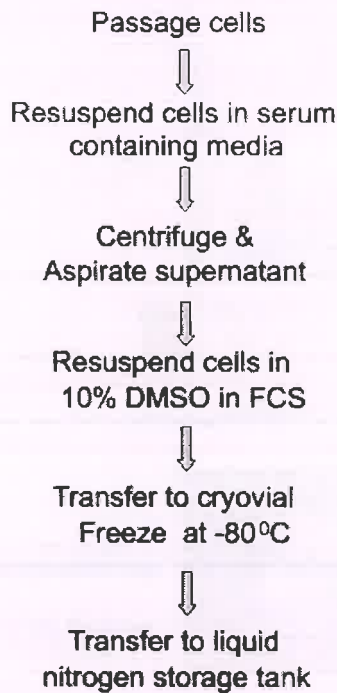 Passage cells
Resuspend cells in serum
containing media
Centrifuge &
Aspirate supernatant
Resuspend cells in
10% DMSO in FCS
Transfer to cryovial
Freeze at -80⁰C
Transfer to liquid
nitrogen storage tank